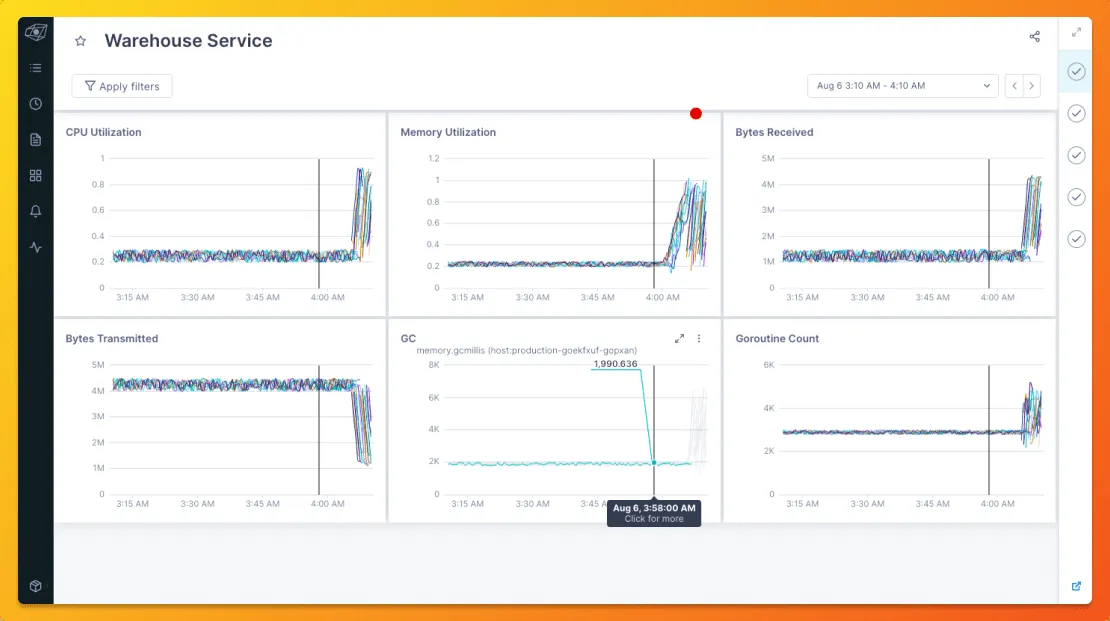 Warehouse Service
Apply filters
Aug 6 3:10 AM - 4:10 AM
CPU Utilization
1
0.8
0.6
0.4
0.2
0
3:15 AM 3:30 AM 3:45 AM 4:00 AM
Memory Utilization
1.2
1
0.8
0.6
0.4
0.2
0
3:15 AM 3:30 AM 3:45 AM 4:00 AM
Bytes Received
5M
4M
3M
2M
1M
0
3:15 AM 3:30 AM 3:45 AM 4:00 AM
Bytes Transmitted
5M
4M
3M
2M
1M
0
3:15 AM 3:30 AM 3:45 AM 4:00 AM
GC
memory.gcmillis (host:production-goekfxuf-gopxan)
1,990.636
8K
6K
4K
2K
0
3:15 AM 3:30 AM 3:45 A
Aug 6, 3:58:00 AM
Click for more
Goroutine Count
6K
4K
2K
0
3:15 AM 3:30 AM 3:45 AM 4:00 AM